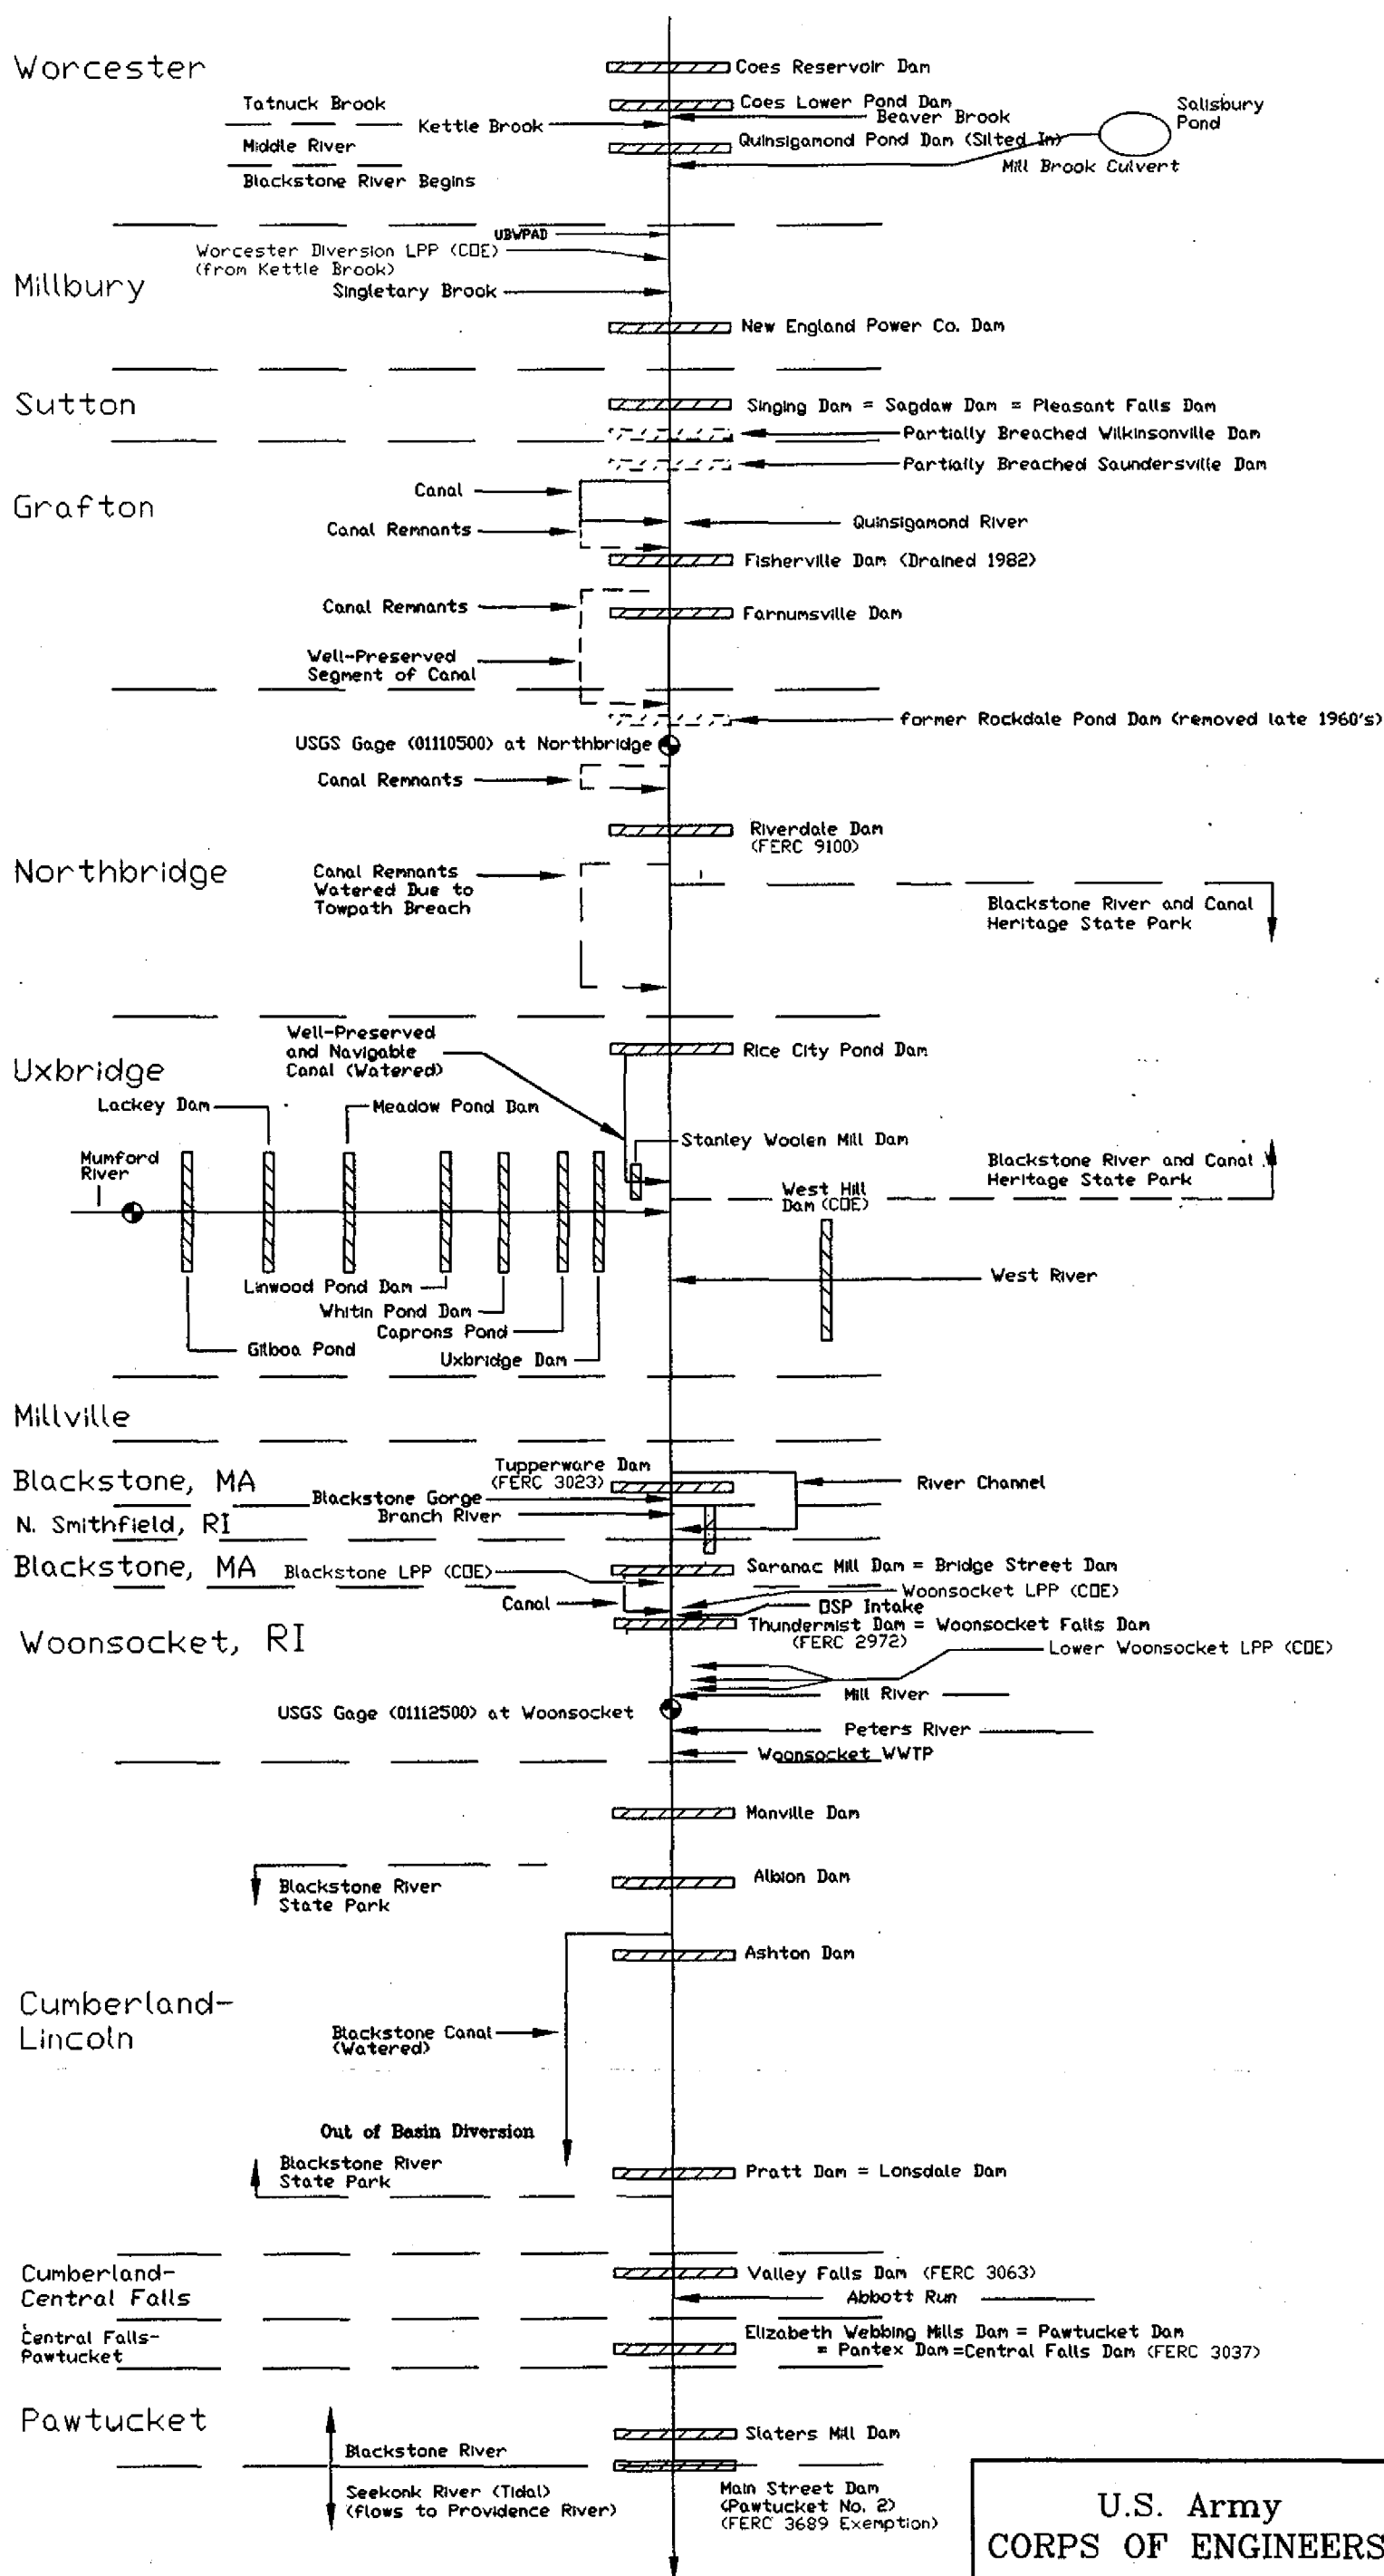 Worcester
Coes Reservoir Dam
Tatnuck Brook
Coes Lower Pond Dam
Beaver Brook
Kettle Brook
Salisbury
Pond
Middle River
Quinsigamond Pond Dam (Silted In)
Mill Brook Culvert
Blackstone River Begins
UBWPAD
Worcester Diversion LPP (COE)
(from Kettle Brook)
Millbury
Singletary Brook
New England Power Co. Dam
Sutton
Singing Dam = Sagdaw Dam = Pleasant Falls Dam
Partially Breached Wilkinsonville Dam
Partially Breached Saundersville Dam
Grafton
Canal
Canal Remnants
Quinsigamond River
Fisherville Dam (Drained 1982)
Canal Remnants
Farnumsville Dam
Well-Preserved
Segment of Canal
former Rockdale Pond Dam (removed late 1960's)
USGS Gage (01110500) at Northbridge
Canal Remnants
Riverdale Dam
(FERC 9100)
Northbridge
Canal Remnants
Watered Due to
Towpath Breach
Blackstone River and Canal
Heritage State Park
Well-Preserved
and Navigable
Canal (Watered)
Rice City Pond Dam
Uxbridge
Lackey Dam
Meadow Pond Dam
Stanley Woolen Mill Dam
Mumford
River
Blackstone River and Canal
Heritage State Park
West Hill
Dam (COE)
West River
Linwood Pond Dam
Whitin Pond Dam
Caprons Pond
Gilboa Pond
Uxbridge Dam
Millville
Tupperware Dam
(FERC 3023)
Blackstone, MA
River Channel
Blackstone Gorge
Branch River
N. Smithfield, RI
Blackstone, MA
Blackstone LPP (COE)
Saranac Mill Dam = Bridge Street Dam
Woonsocket LPP (COE)
Canal
OSP Intake
Thundermist Dam = Woonsocket Falls Dam
(FERC 2972)
Woonsocket, RI
Lower Woonsocket LPP (COE)
Mill River
USGS Gage (01112500) at Woonsocket
Peters River
Woonsocket WWTP
Manville Dam
Albion Dam
Blackstone River
State Park
Ashton Dam
Cumberland-
Lincoln
Blackstone Canal
(Watered)
Out of Basin Diversion
Blackstone River
State Park
Pratt Dam = Lonsdale Dam
Cumberland-
Central Falls
Valley Falls Dam (FERC 3063)
Abbott Run
Central Falls-
Pawtucket
Elizabeth Webbing Mills Dam = Pawtucket Dam
= Pantex Dam =Central Falls Dam (FERC 3037)
Pawtucket
Slaters Mill Dam
Blackstone River
Seekonk River (Tidal)
(flows to Providence River)
Main Street Dam
(Pawtucket No. 2)
(FERC 3689 Exemption)
U.S. Army
CORPS OF ENGINEERS